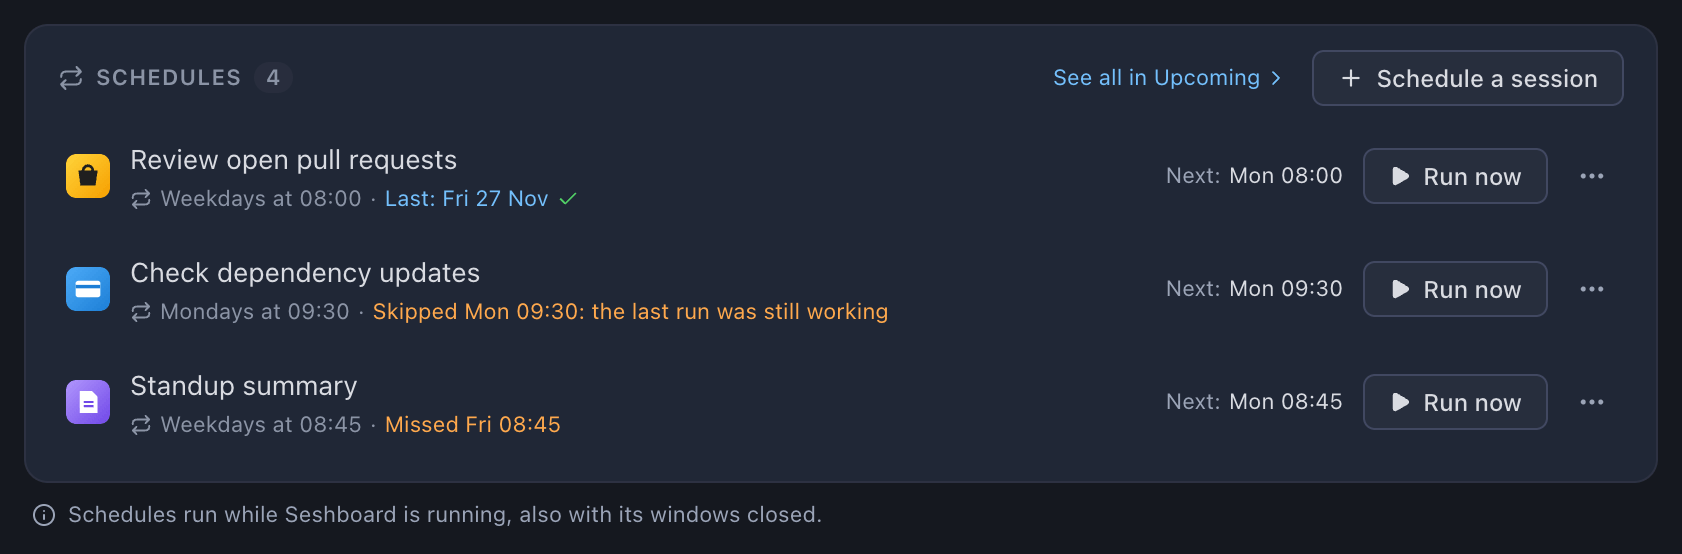 SCHEDULES 4
See all in Upcoming
Schedule a session
Review open pull requests
Weekdays at 08:00 · Last: Fri 27 Nov
Next: Mon 08:00
Run now
Check dependency updates
Mondays at 09:30 · Skipped Mon 09:30: the last run was still working
Next: Mon 09:30
Run now
Standup summary
Weekdays at 08:45 · Missed Fri 08:45
Next: Mon 08:45
Run now
Schedules run while Seshboard is running, also with its windows closed.